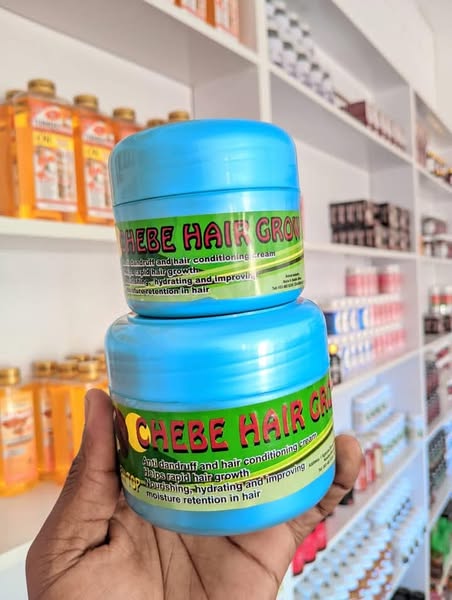 CHEBE HAIR GROW
Anti dandruff and hair conditioning cream
Helps rapid hair growth
Nourishing, hydrating and improving
moisture retention in hair
CHEBE HAIR GRO
Anti dandruff and hair conditioning cream
Helps rapid hair growth
Nourishing, hydrating and improving
moisture retention in hair